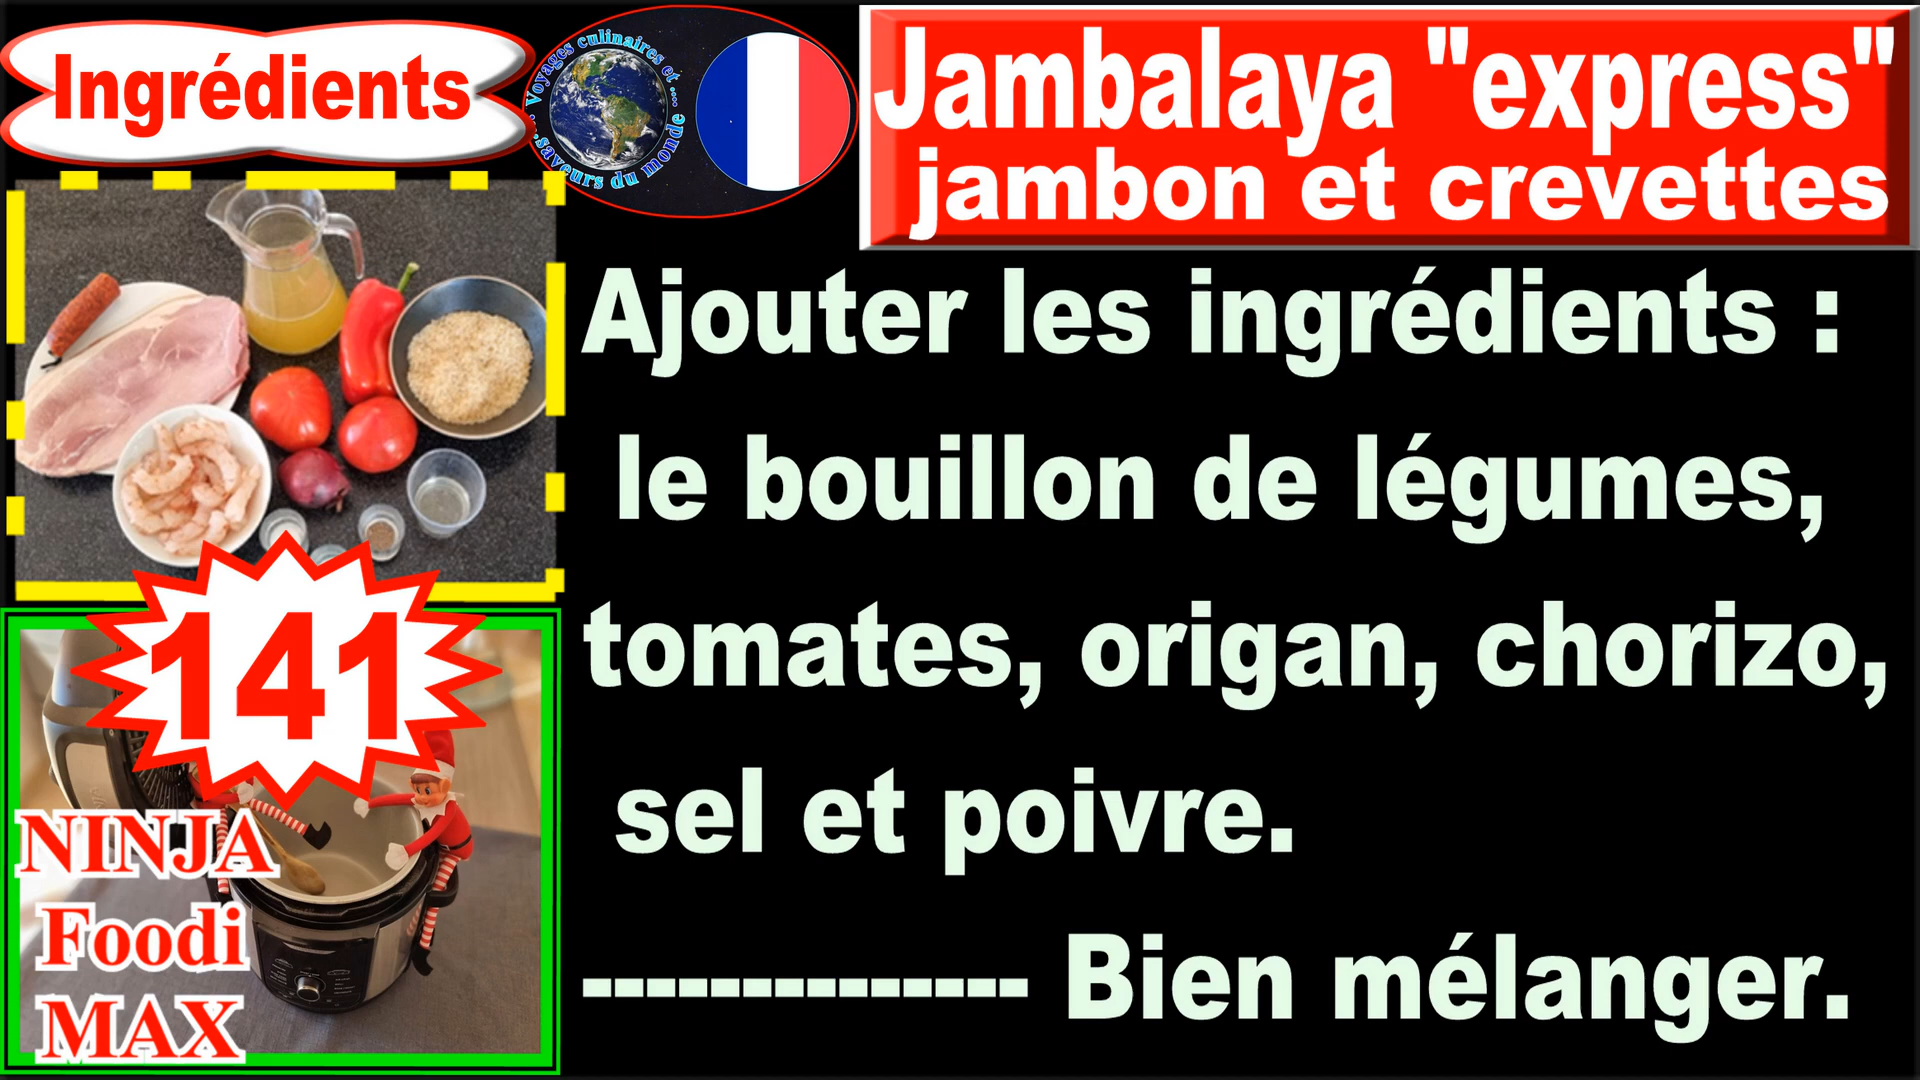 Ingrédients
Voyages culinaires et ....
...saveurs du monde
Jambalaya "express"
jambon et crevettes
Ajouter les ingrédients :
le bouillon de légumes,
tomates, origan, chorizo,
sel et poivre.
-------------- Bien mélanger.
141
NINJA
Foodi
MAX